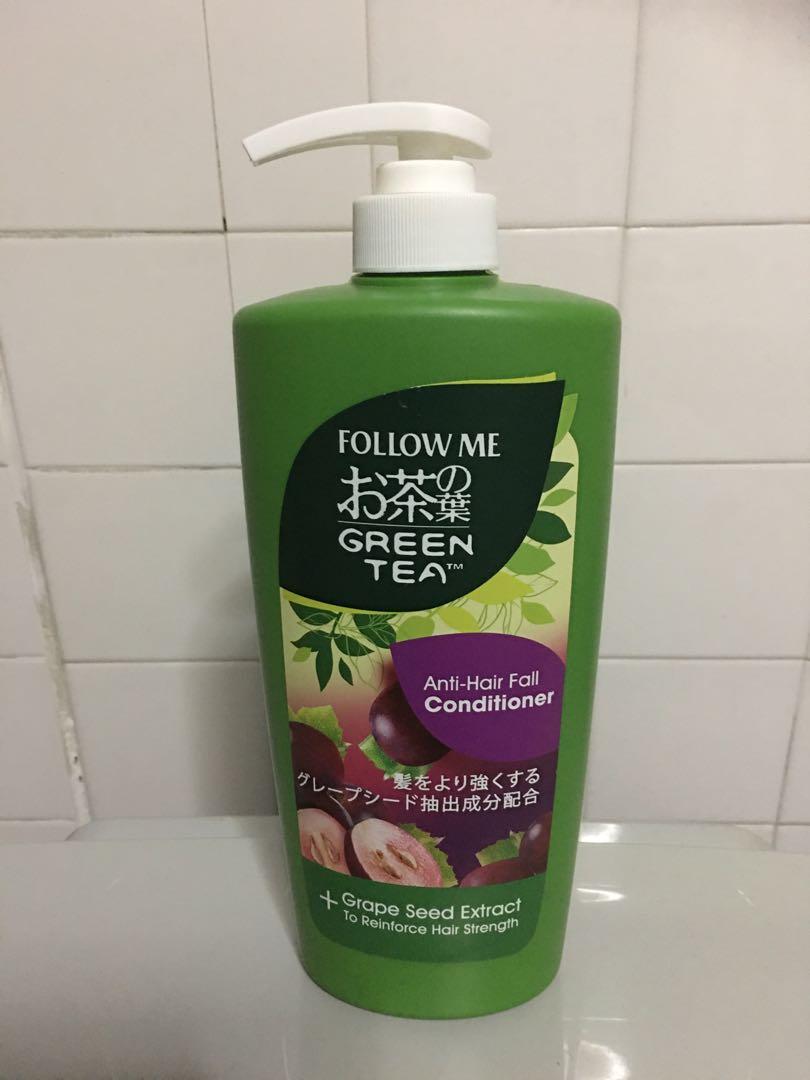 FOLLOW ME
お茶の葉
GREEN
TEA™
Anti-Hair Fall
Conditioner
髪をより強くする
グレープシード抽出成分配合
+Grape Seed Extract
To Reinforce Hair Strength